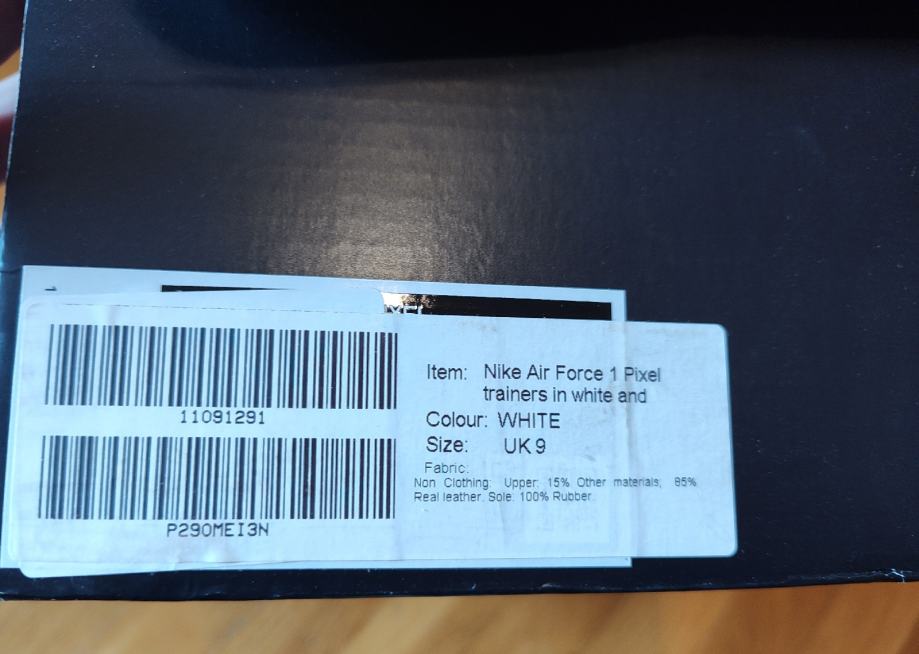 11091291
P290MEI3N
Item: Nike Air Force 1 Pixel
trainers in white and
Colour: WHITE
Size: UK 9
Fabric:
Non Clothing: Upper: 15% Other materials; 85%
Real leather. Sole: 100% Rubber.